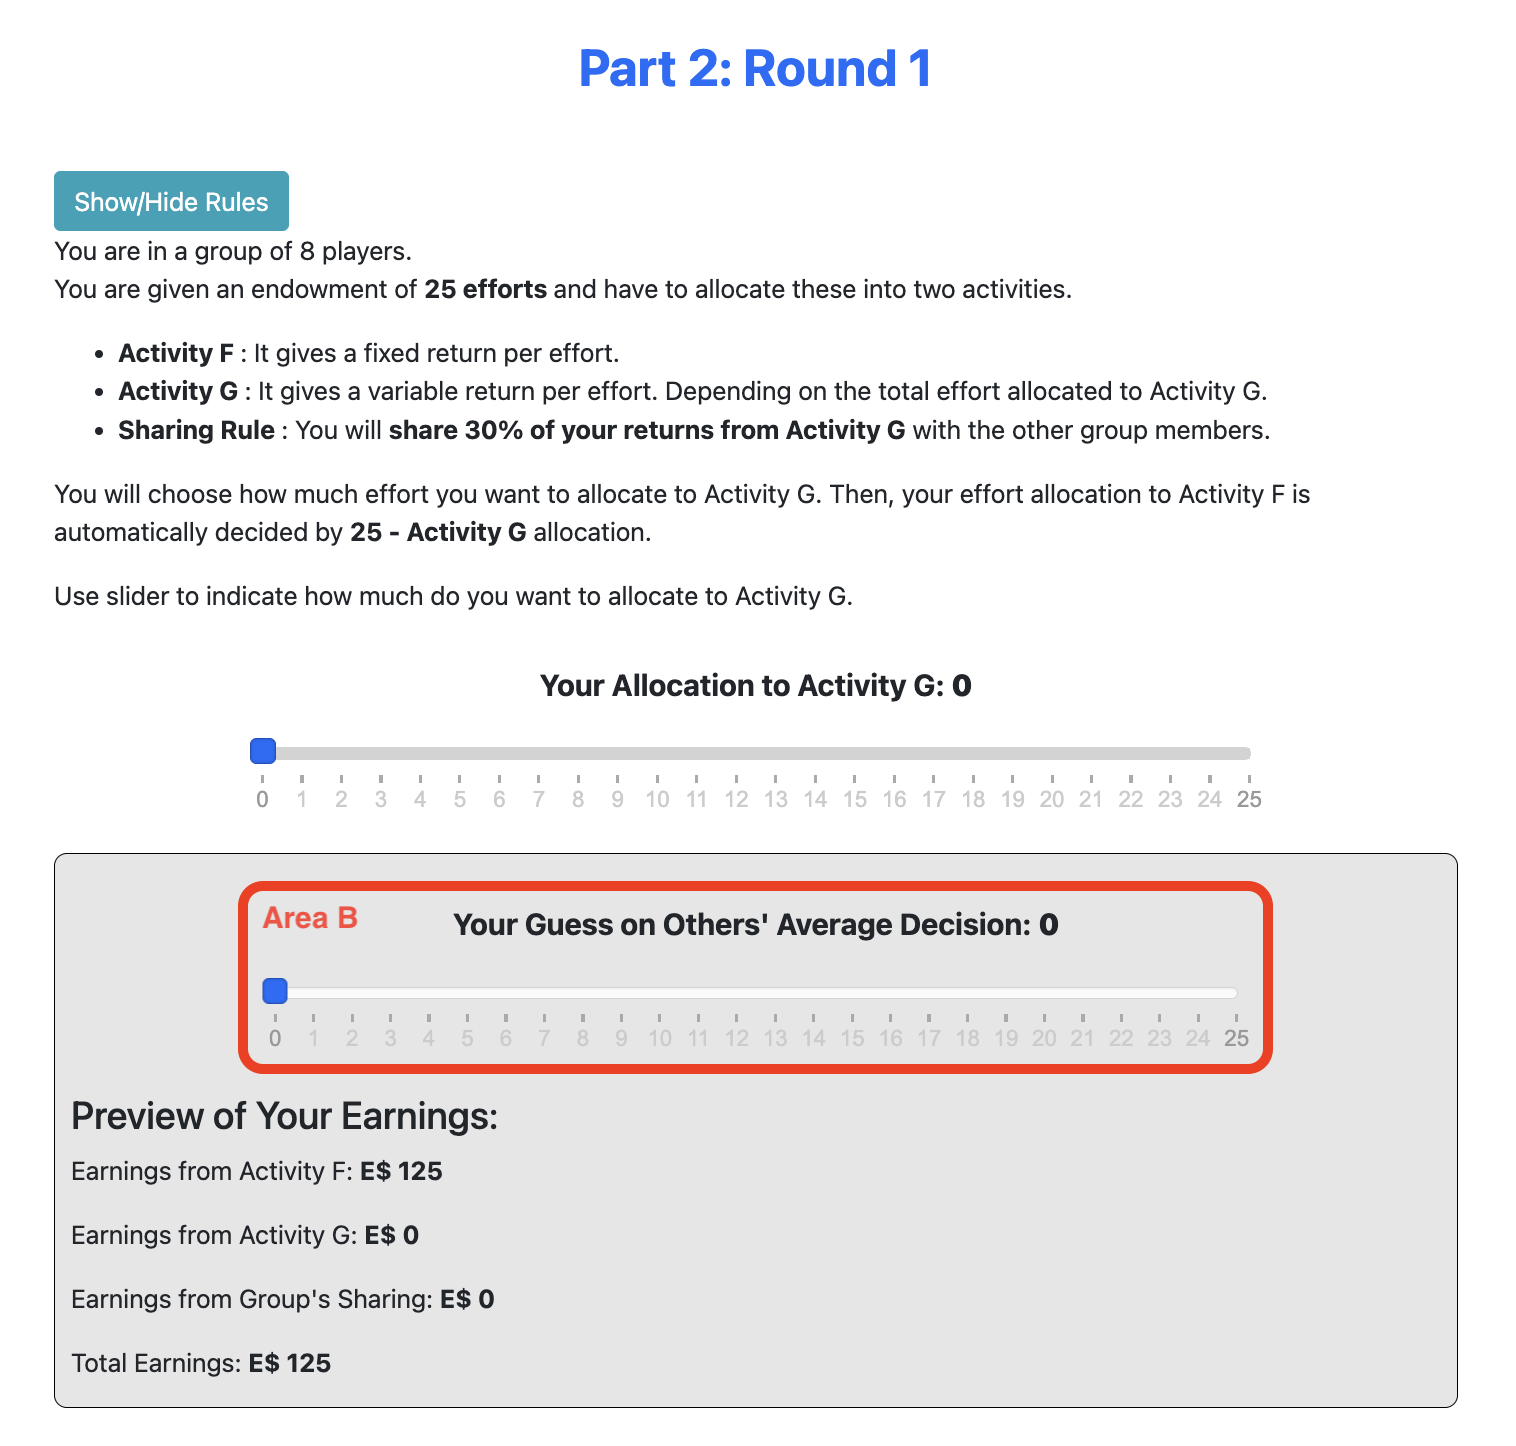 Part 2: Round 1
Show/Hide Rules
You are in a group of 8 players.
You are given an endowment of 25 efforts and have to allocate these into two activities.
• Activity F : It gives a fixed return per effort.
• Activity G : It gives a variable return per effort. Depending on the total effort allocated to Activity G.
• Sharing Rule : You will share 30% of your returns from Activity G with the other group members.
You will choose how much effort you want to allocate to Activity G. Then, your effort allocation to Activity F is
automatically decided by 25 - Activity G allocation.
Use slider to indicate how much do you want to allocate to Activity G.
Your Allocation to Activity G: 0
0 1 2 3 4 5 6 7 8 9 10 11 12 13 14 15 16 17 18 19 20 21 22 23 24 25
Area B
Your Guess on Others' Average Decision: 0
0 1 2 3 4 5 6 7 8 9 10 11 12 13 14 15 16 17 18 19 20 21 22 23 24 25
Preview of Your Earnings:
Earnings from Activity F: E$ 125
Earnings from Activity G: E$ 0
Earnings from Group's Sharing: E$ 0
Total Earnings: E$ 125